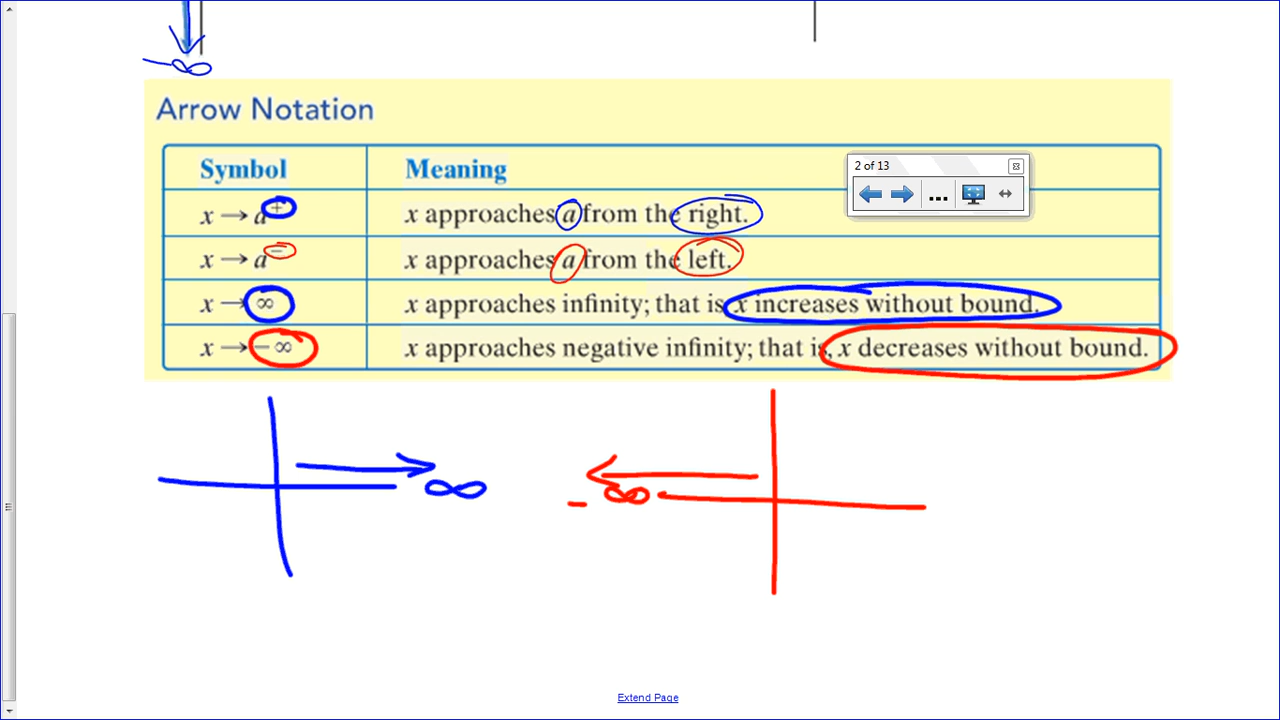 -∞
Arrow Notation
Symbol Meaning
x → a⁺ x approaches a from the right.
x → a⁻ x approaches a from the left.
x → ∞ x approaches infinity; that is, x increases without bound.
x → -∞ x approaches negative infinity; that is, x decreases without bound.
2 of 13
...
∞
-∞
Extend Page